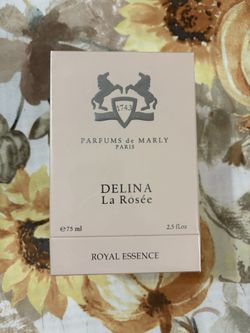 1743
PARFUMS de MARLY
PARIS
DELINA
La Rosée
℮75 ml 2.5 fl.oz
ROYAL ESSENCE